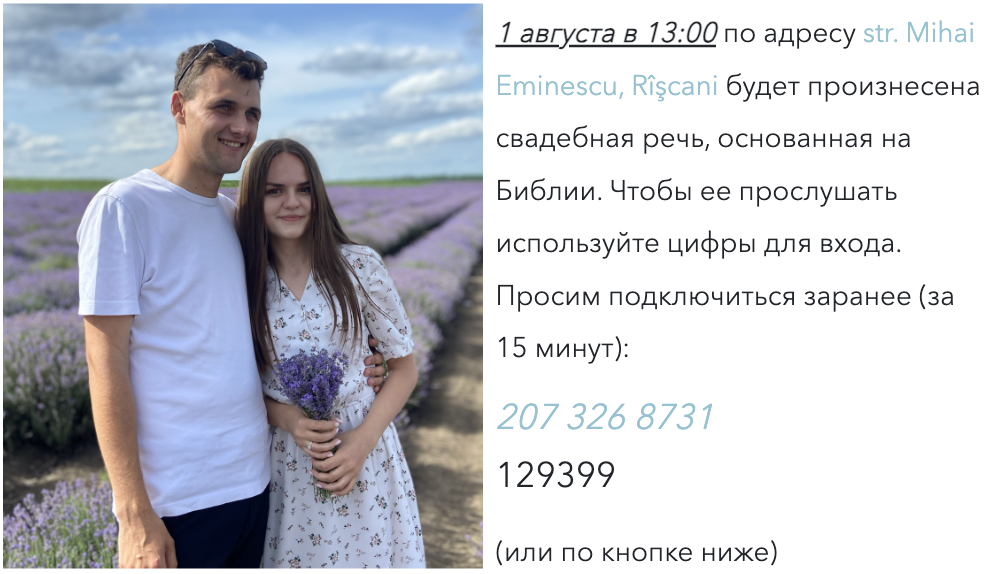 1 августа в 13:00 по адресу str. Mihai
Eminescu, Rîşcani будет произнесена
свадебная речь, основанная на
Библии. Чтобы ее прослушать
используйте цифры для входа.
Просим подключиться заранее (за
15 минут):
207 326 8731
129399
(или по кнопке ниже)